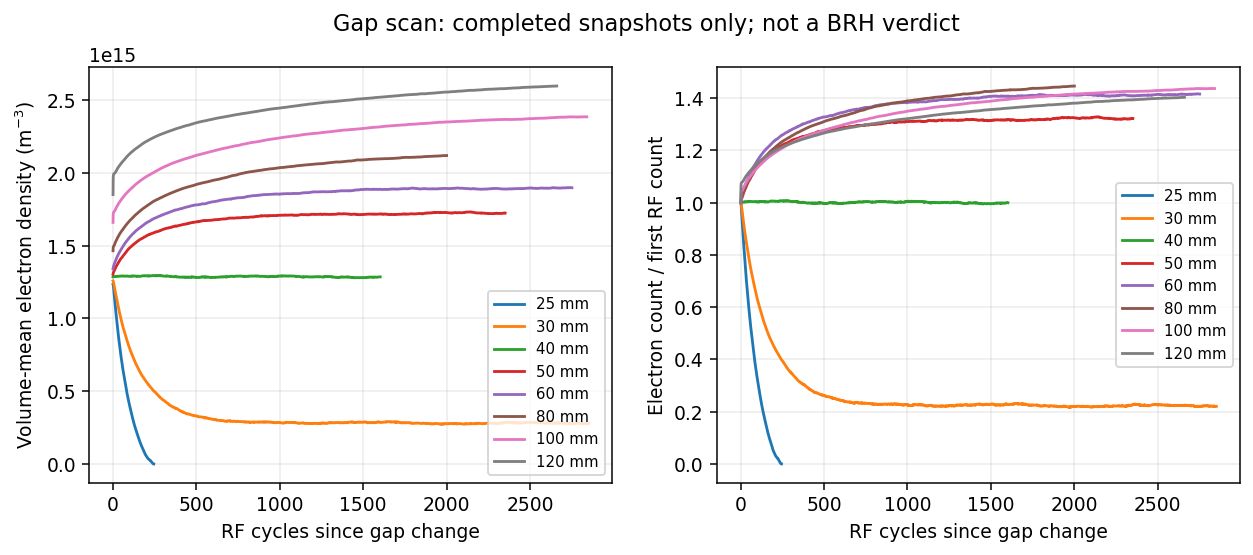 Gap scan: completed snapshots only; not a BRH verdict
1e15
Volume-mean electron density (m⁻³)
2.5
2.0
1.5
1.0
0.5
0.0
0
500
1000
1500
2000
2500
RF cycles since gap change
25 mm
30 mm
40 mm
50 mm
60 mm
80 mm
100 mm
120 mm
Electron count / first RF count
1.4
1.2
1.0
0.8
0.6
0.4
0.2
0.0
0
500
1000
1500
2000
2500
RF cycles since gap change
25 mm
30 mm
40 mm
50 mm
60 mm
80 mm
100 mm
120 mm